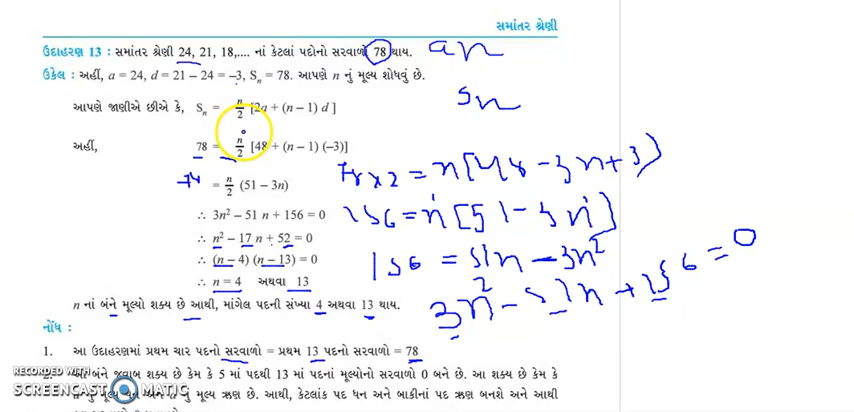 સમાંતર શ્રેણી
ઉદાહરણ 13 : સમાંતર શ્રેણી 24, 21, 18,.... નાં કેટલાં પદોનો સરવાળો 78 થાય.
an
ઉકેલ : અહીં, a = 24, d = 21 – 24 = –3, Sn = 78. આપણે n નું મૂલ્ય શોધવું છે.
આપણે જાણીએ છીએ કે, Sn = n/2 [2a + (n – 1) d ]
sn
અહીં, 78 = n/2 [48 + (n – 1) (–3)]
78 x 2 = n[48 - 3n + 3)
= n/2 (51 – 3n)
∴ 3n² – 51 n + 156 = 0
156 = n[51 - 3n]
∴ n² – 17 n + 52 = 0
156 = 51n - 3n²
∴ (n– 4) (n – 13) = 0
∴ n = 4 અથવા 13
3n² - 51n + 156 = 0
n નાં બંને મૂલ્યો શક્ય છે આથી, માંગેલ પદની સંખ્યા 4 અથવા 13 થાય.
નોંધ :
1. આ ઉદાહરણમાં પ્રથમ ચાર પદનો સરવાળો = પ્રથમ 13 પદનો સરવાળો = 78
RECORDED WITH
બંને જવાબ શક્ય છે કેમ કે 5 માં પદથી 13 માં પદનાં મૂલ્યોનો સરવાળો 0 બને છે. આ શક્ય છે કેમ કે
SCREENCAST MATIC
મૂલ્ય ઋણ છે. આથી, કેટલાંક પદ ધન અને બાકીનાં પદ ઋણ બનશે અને આથી